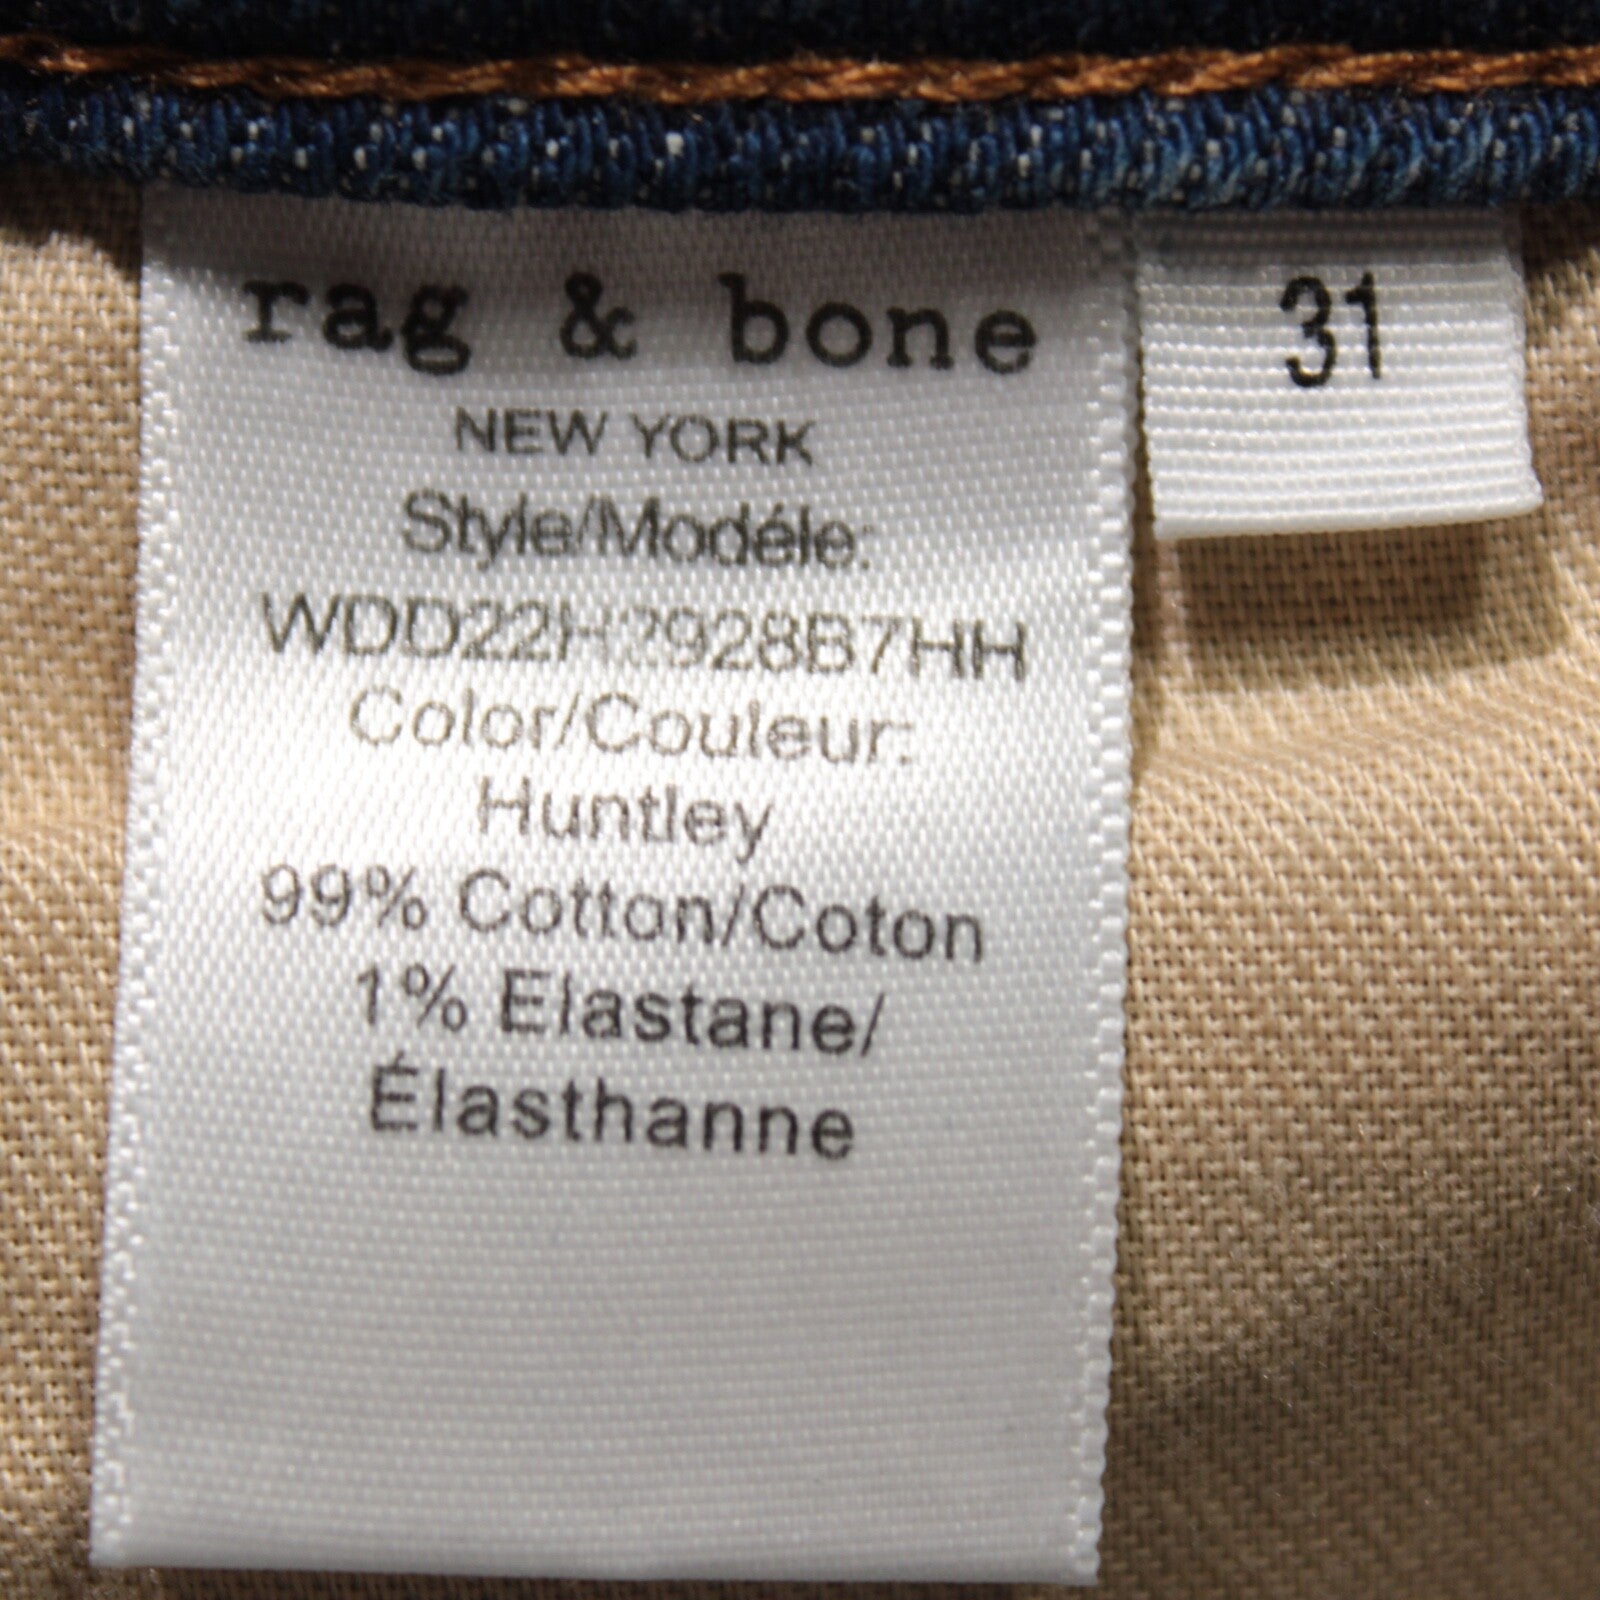 rag & bone
NEW YORK
Style/Modéle:
WDD22H2928B7HH
Color/Couleur:
Huntley
99% Cotton/Coton
1% Elastane/
Élasthanne
31